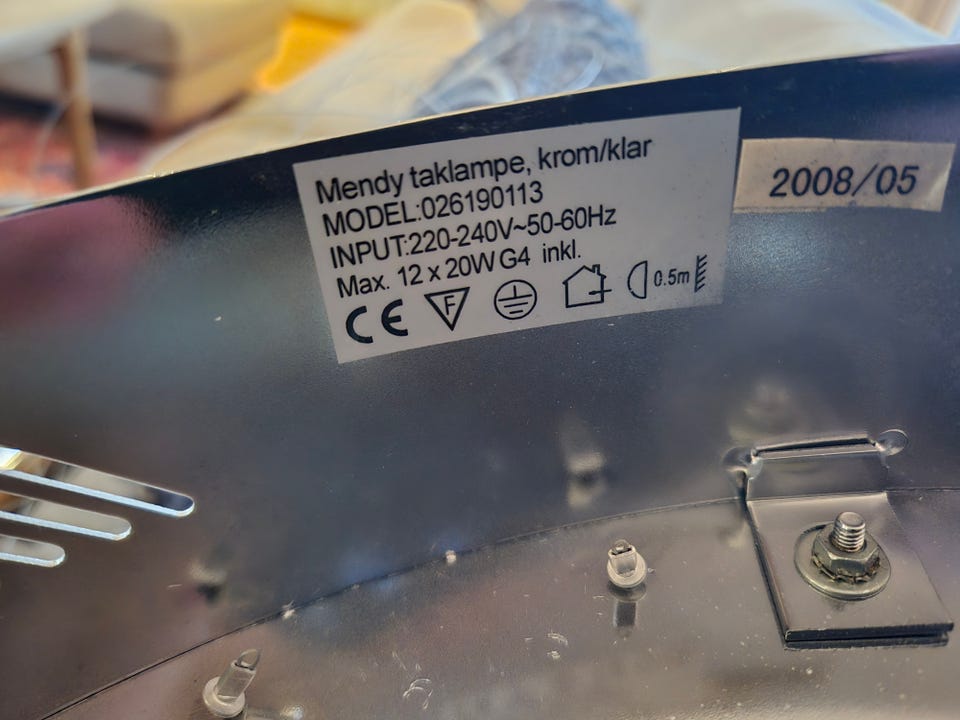 Mendy taklampe, krom/klar
MODEL:026190113
INPUT:220-240V~50-60Hz
Max. 12 x 20W G4 inkl.
CE F 0.5m
2008/05